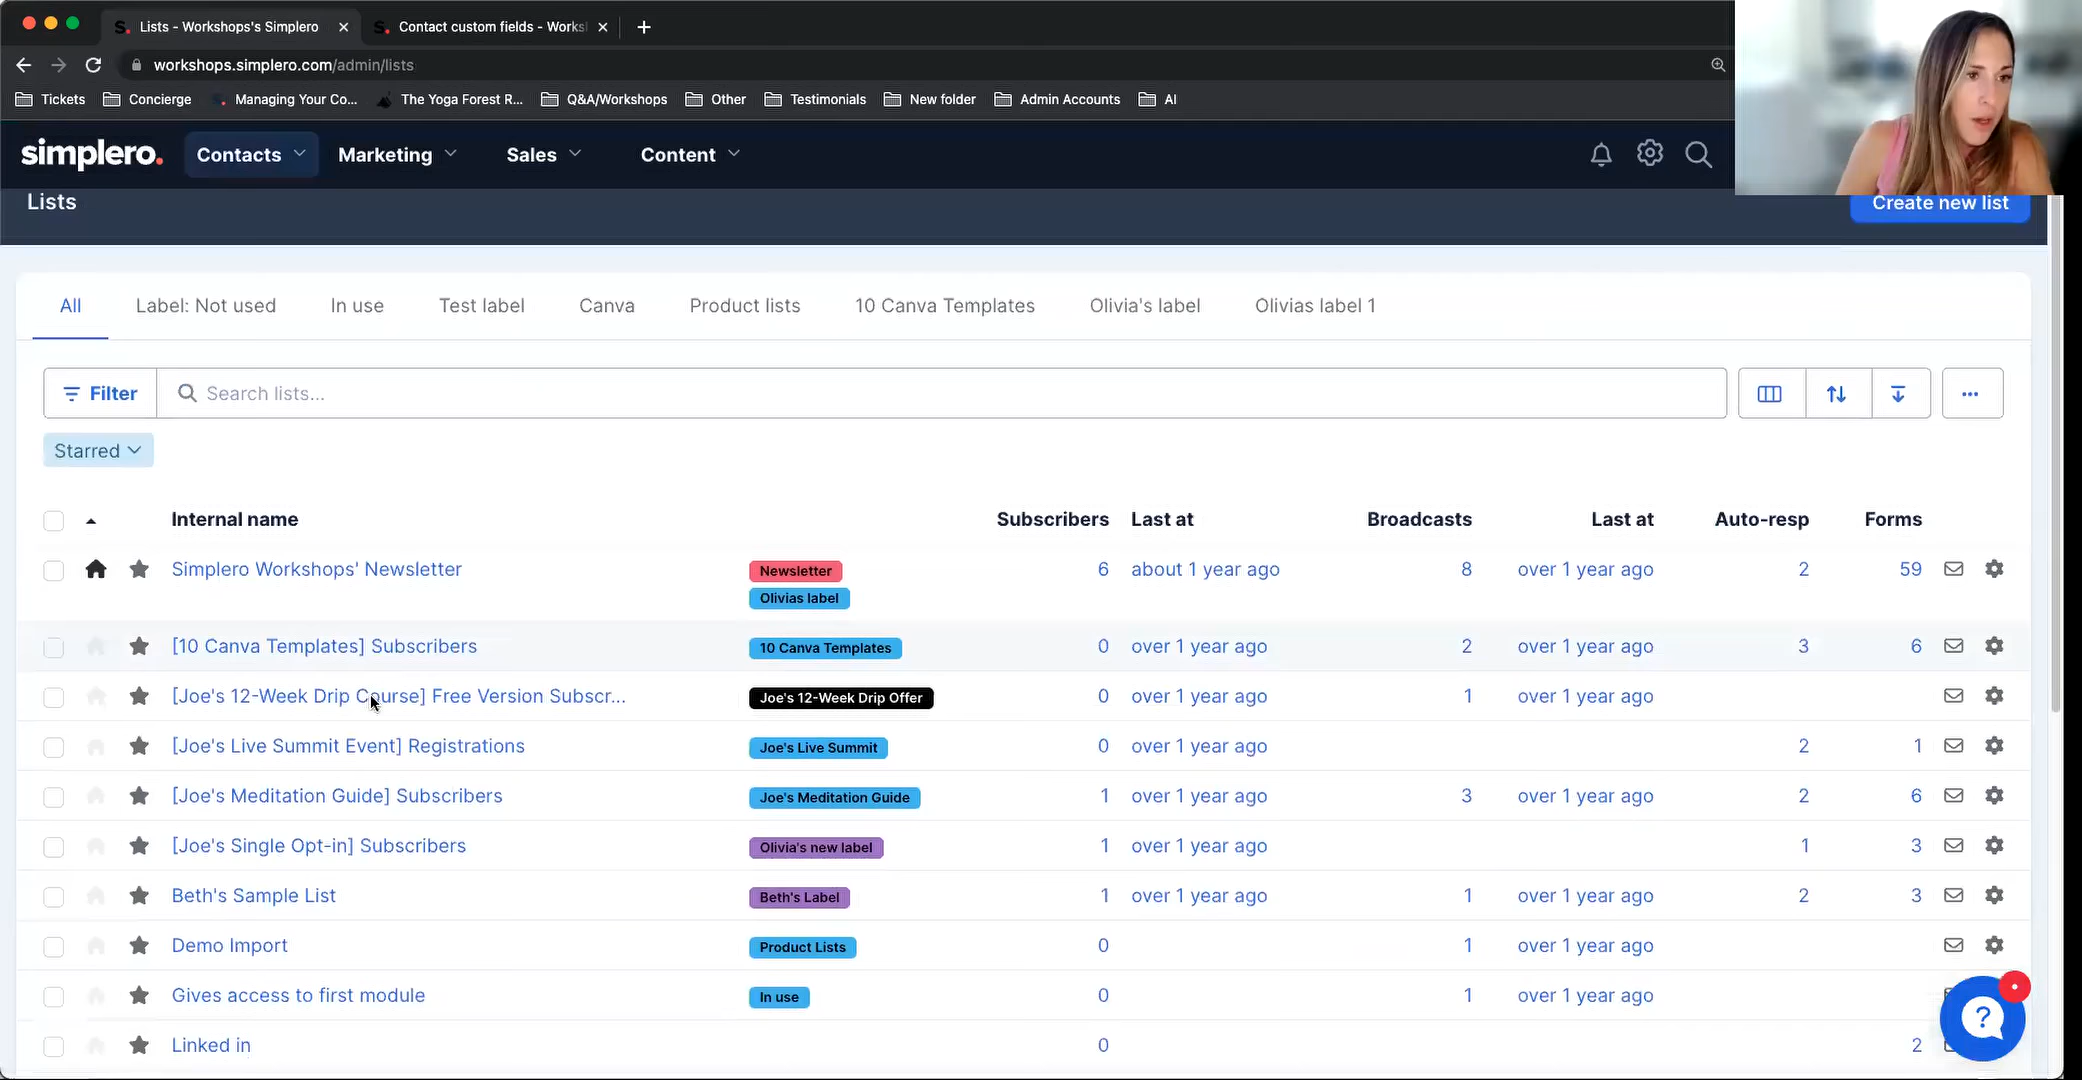 Lists - Workshops's Simplero
Contact custom fields - Works
workshops.simplero.com/admin/lists
Tickets
Concierge
Managing Your Co...
The Yoga Forest R...
Q&A/Workshops
Other
Testimonials
New folder
Admin Accounts
AI
simplero.
Contacts
Marketing
Sales
Content
Lists
Create new list
All
Label: Not used
In use
Test label
Canva
Product lists
10 Canva Templates
Olivia's label
Olivias label 1
Filter
Search lists...
Starred
Internal name Subscribers Last at Broadcasts Last at Auto-resp Forms
Simplero Workshops' Newsletter Newsletter 6 about 1 year ago 8 over 1 year ago 2 59
Olivias label
[10 Canva Templates] Subscribers 10 Canva Templates 0 over 1 year ago 2 over 1 year ago 3 6
[Joe's 12-Week Drip Course] Free Version Subscr... Joe's 12-Week Drip Offer 0 over 1 year ago 1 over 1 year ago
[Joe's Live Summit Event] Registrations Joe's Live Summit 0 over 1 year ago 2 1
[Joe's Meditation Guide] Subscribers Joe's Meditation Guide 1 over 1 year ago 3 over 1 year ago 2 6
[Joe's Single Opt-in] Subscribers Olivia's new label 1 over 1 year ago 1 3
Beth's Sample List Beth's Label 1 over 1 year ago 1 over 1 year ago 2 3
Demo Import Product Lists 0 1 over 1 year ago
Gives access to first module In use 0 1 over 1 year ago
Linked in 0 2